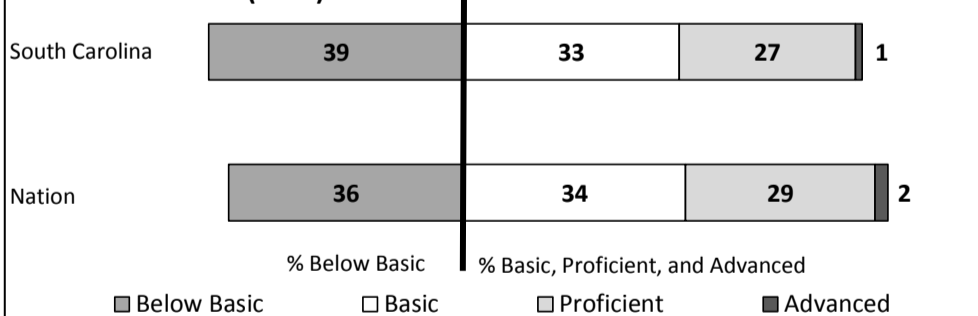 South Carolina 39 33 27 1
Nation 36 34 29 2
% Below Basic % Basic, Proficient, and Advanced
Below Basic Basic Proficient Advanced